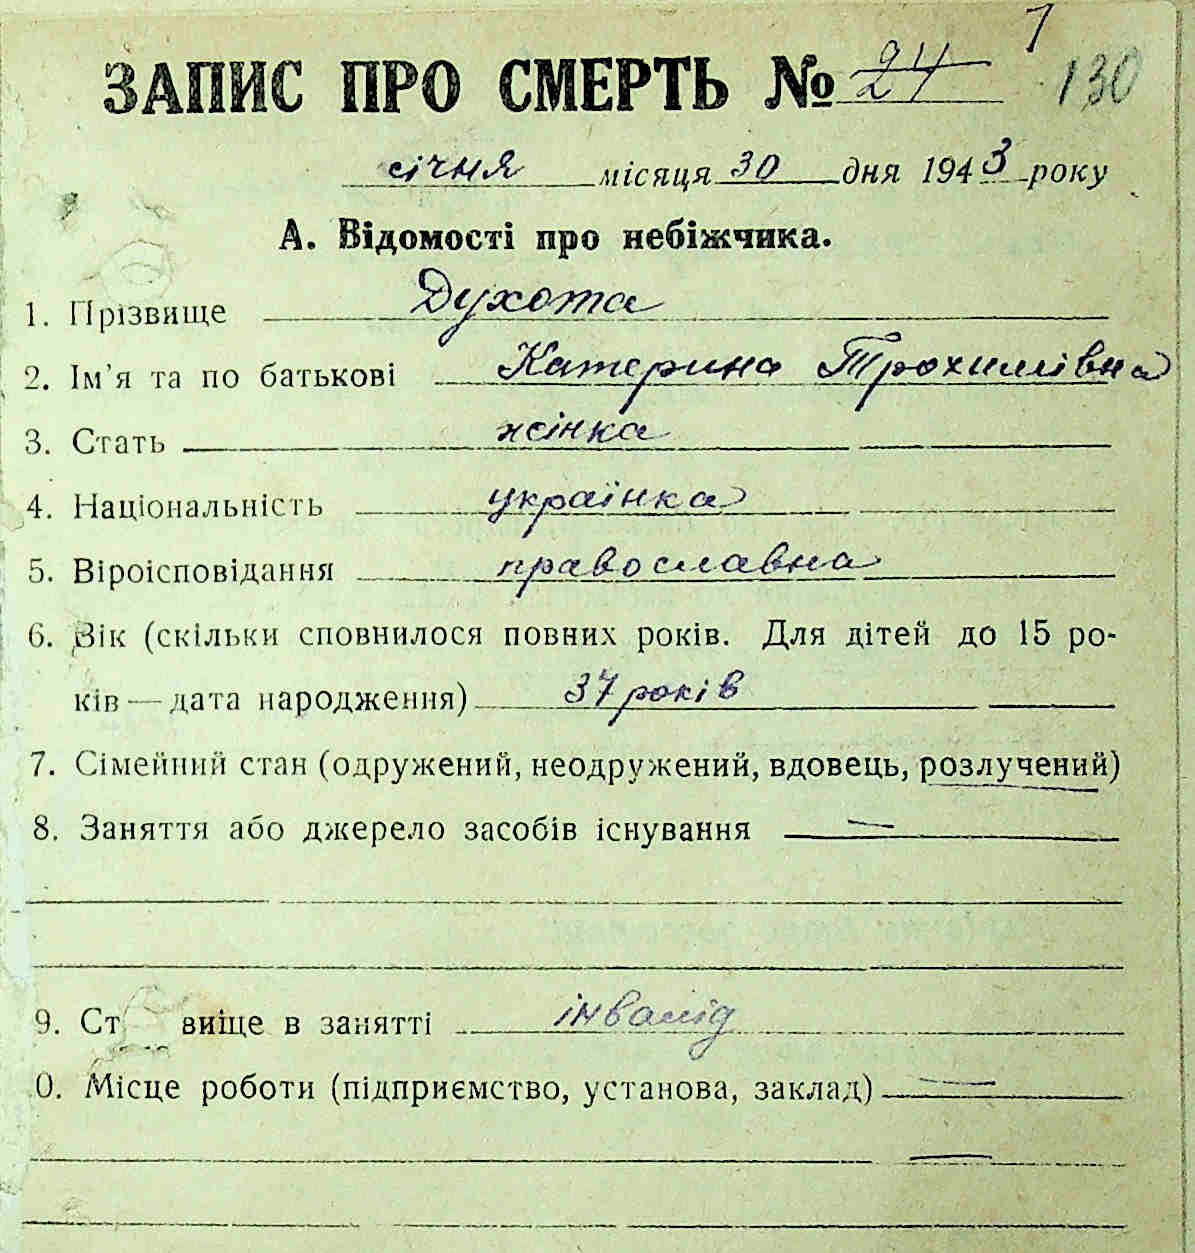 7
ЗАПИС ПРО СМЕРТЬ № 24 130
січня місяця 30 дня 1943 року
А. Відомості про небіжчика.
1. Прізвище Духота
2. Ім'я та по батькові Катерина Трохимівна
3. Стать жінка
4. Національність українка
5. Віроісповідання православна
6. Вік (скільки сповнилося повних років. Для дітей до 15 ро-
ків — дата народження) 37 років
7. Сімейний стан (одружений, неодружений, вдовець, розлучений)
8. Заняття або джерело засобів існування —
9. Ст вище в занятті інвалід
0. Місце роботи (підприємство, установа, заклад) —
—